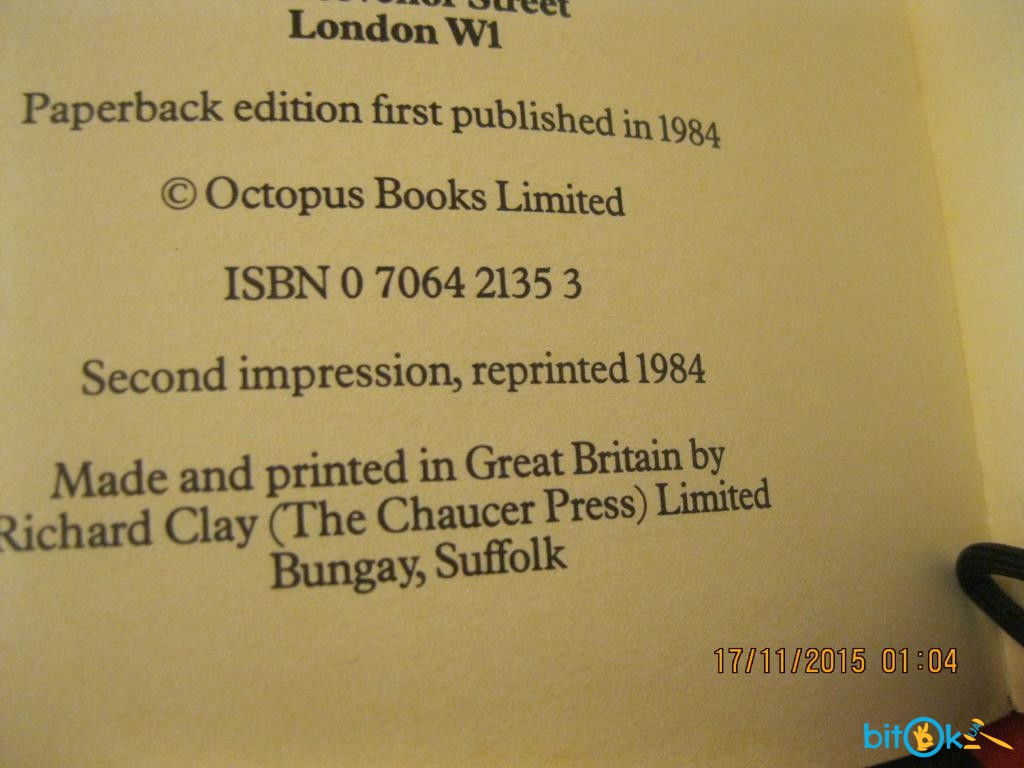 Street
London W1
Paperback edition first published in 1984
© Octopus Books Limited
ISBN 0 7064 2135 3
Second impression, reprinted 1984
Made and printed in Great Britain by
Richard Clay (The Chaucer Press) Limited
Bungay, Suffolk
17/11/2015 01:04
bitok UA